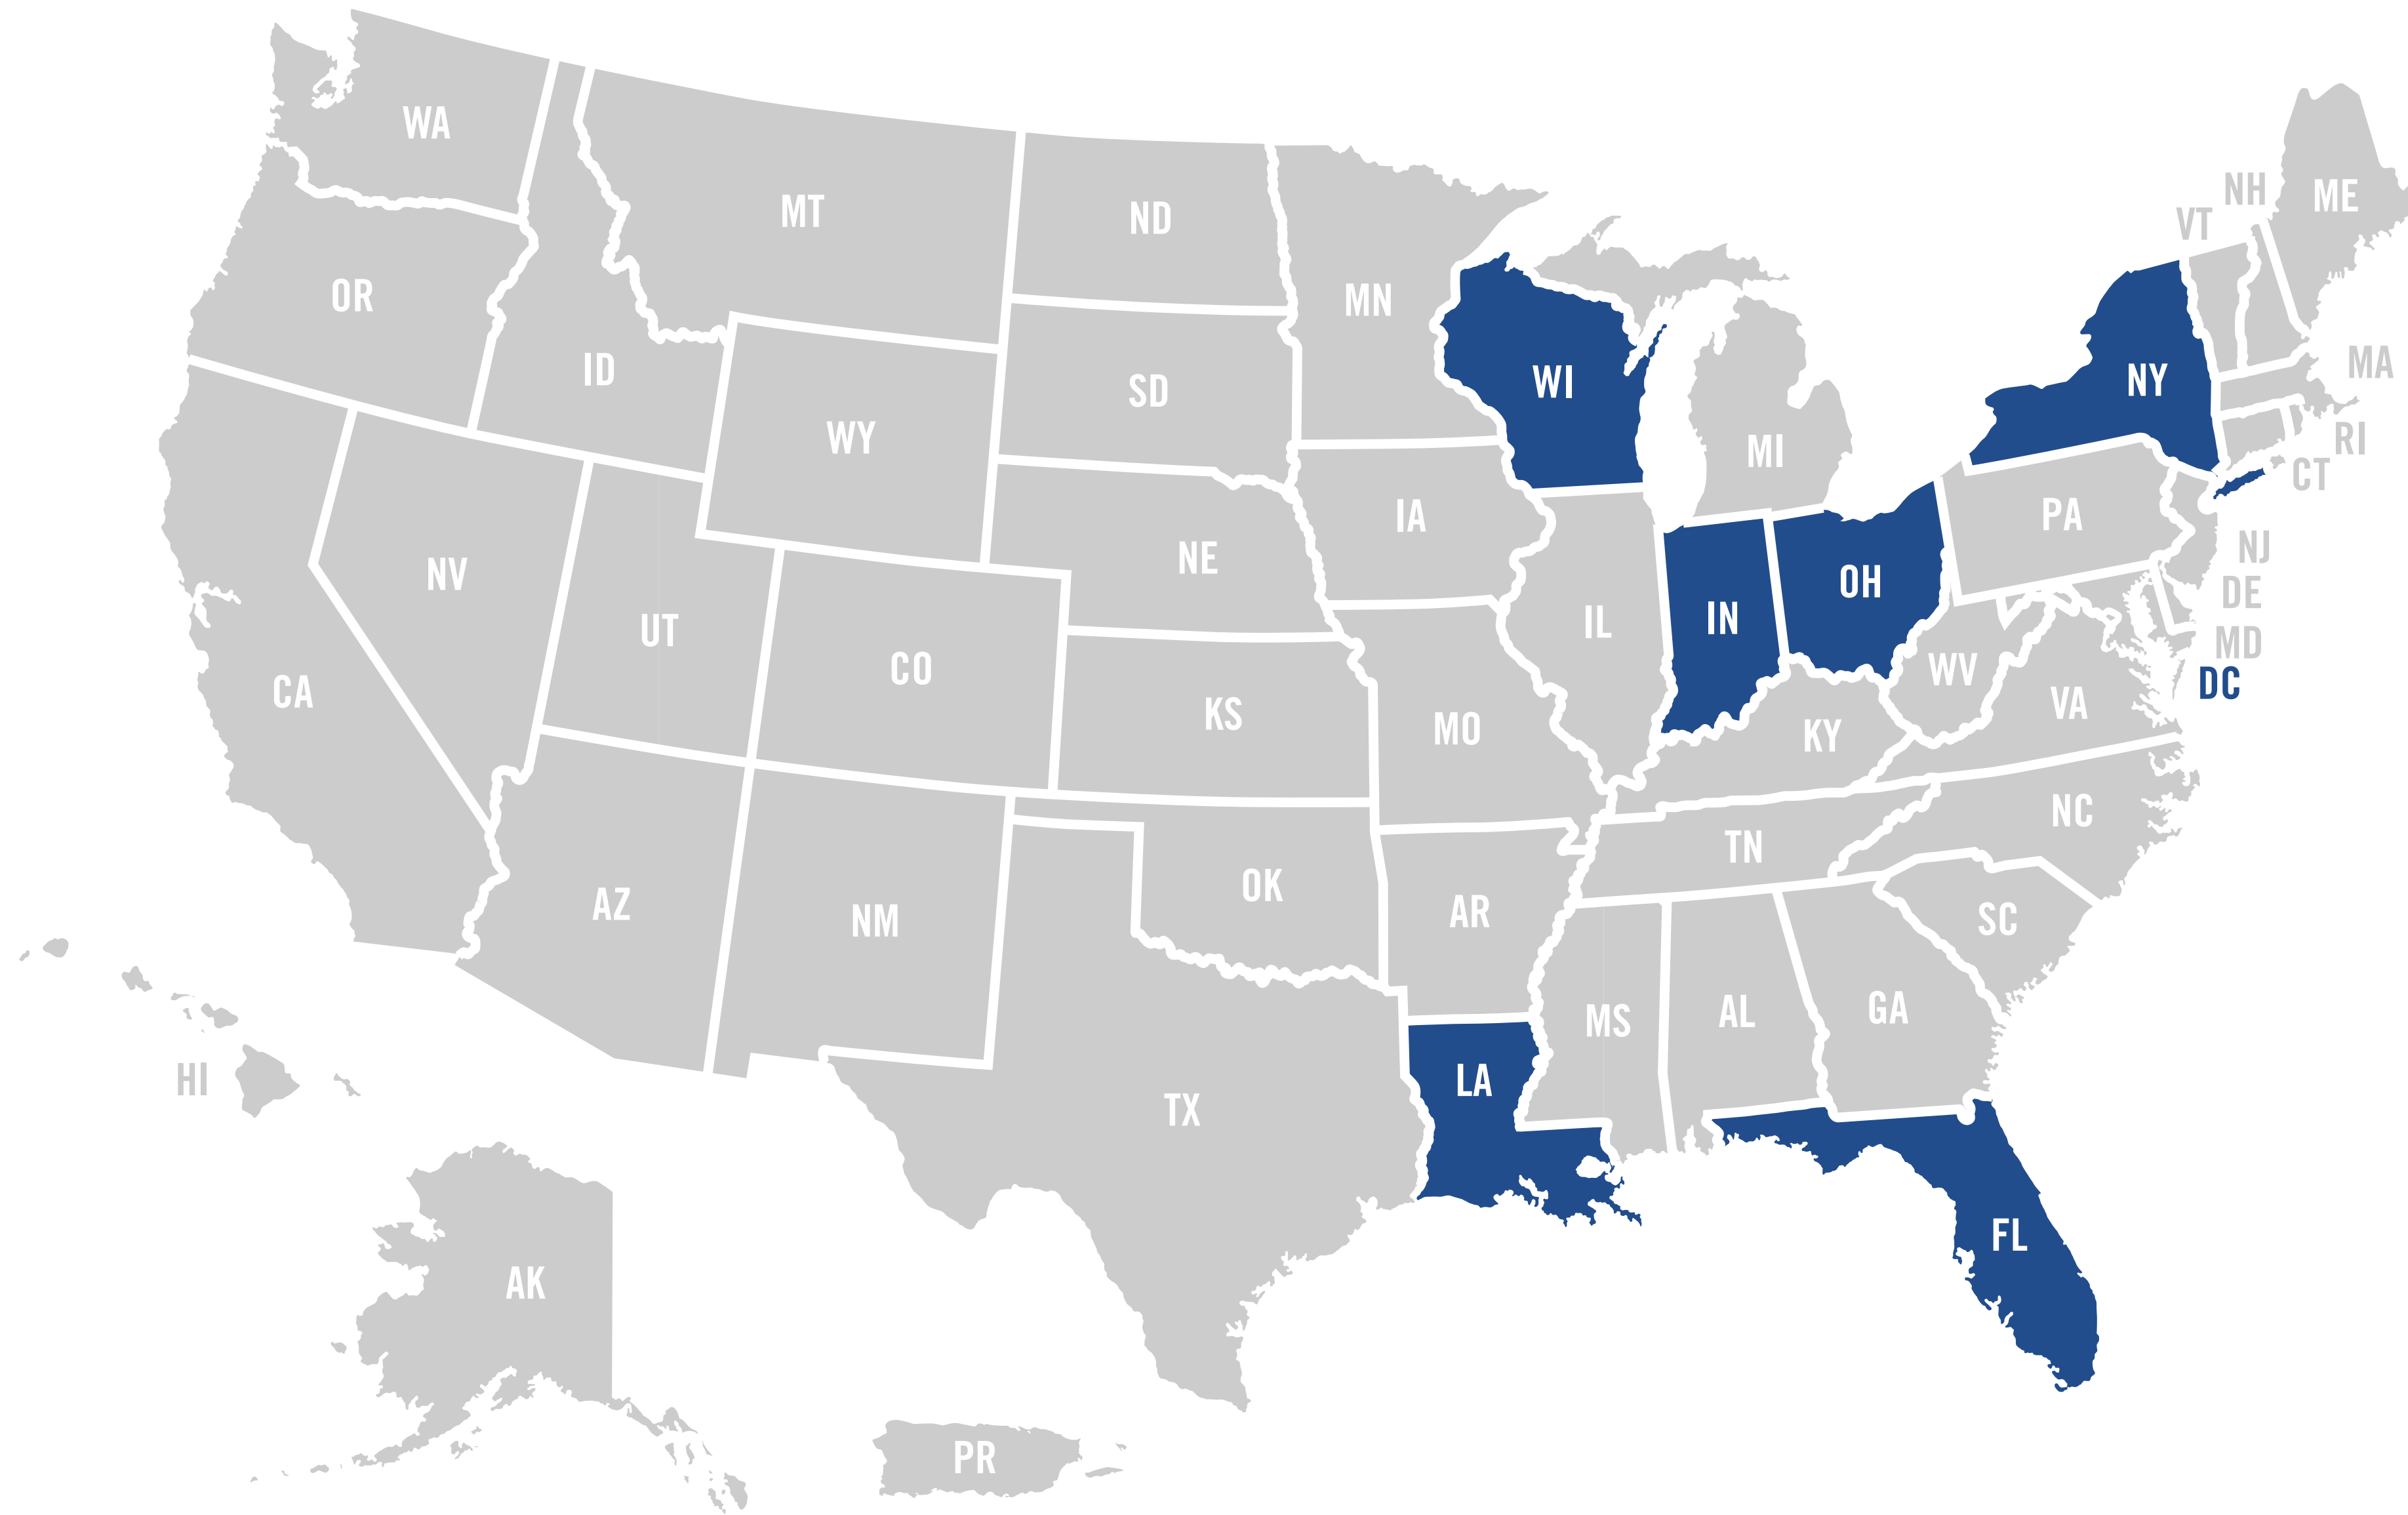 WA
MT
ND
MN
OR
ID
SD
WY
WI
MI
NH
ME
VT
NY
MA
RI
CT
IA
NE
PA
NJ
DE
MD
DC
NV
UT
CO
IL
IN
OH
WV
VA
CA
KS
MO
KY
NC
TN
AZ
NM
OK
AR
SC
MS
AL
GA
HI
TX
LA
FL
AK
PR